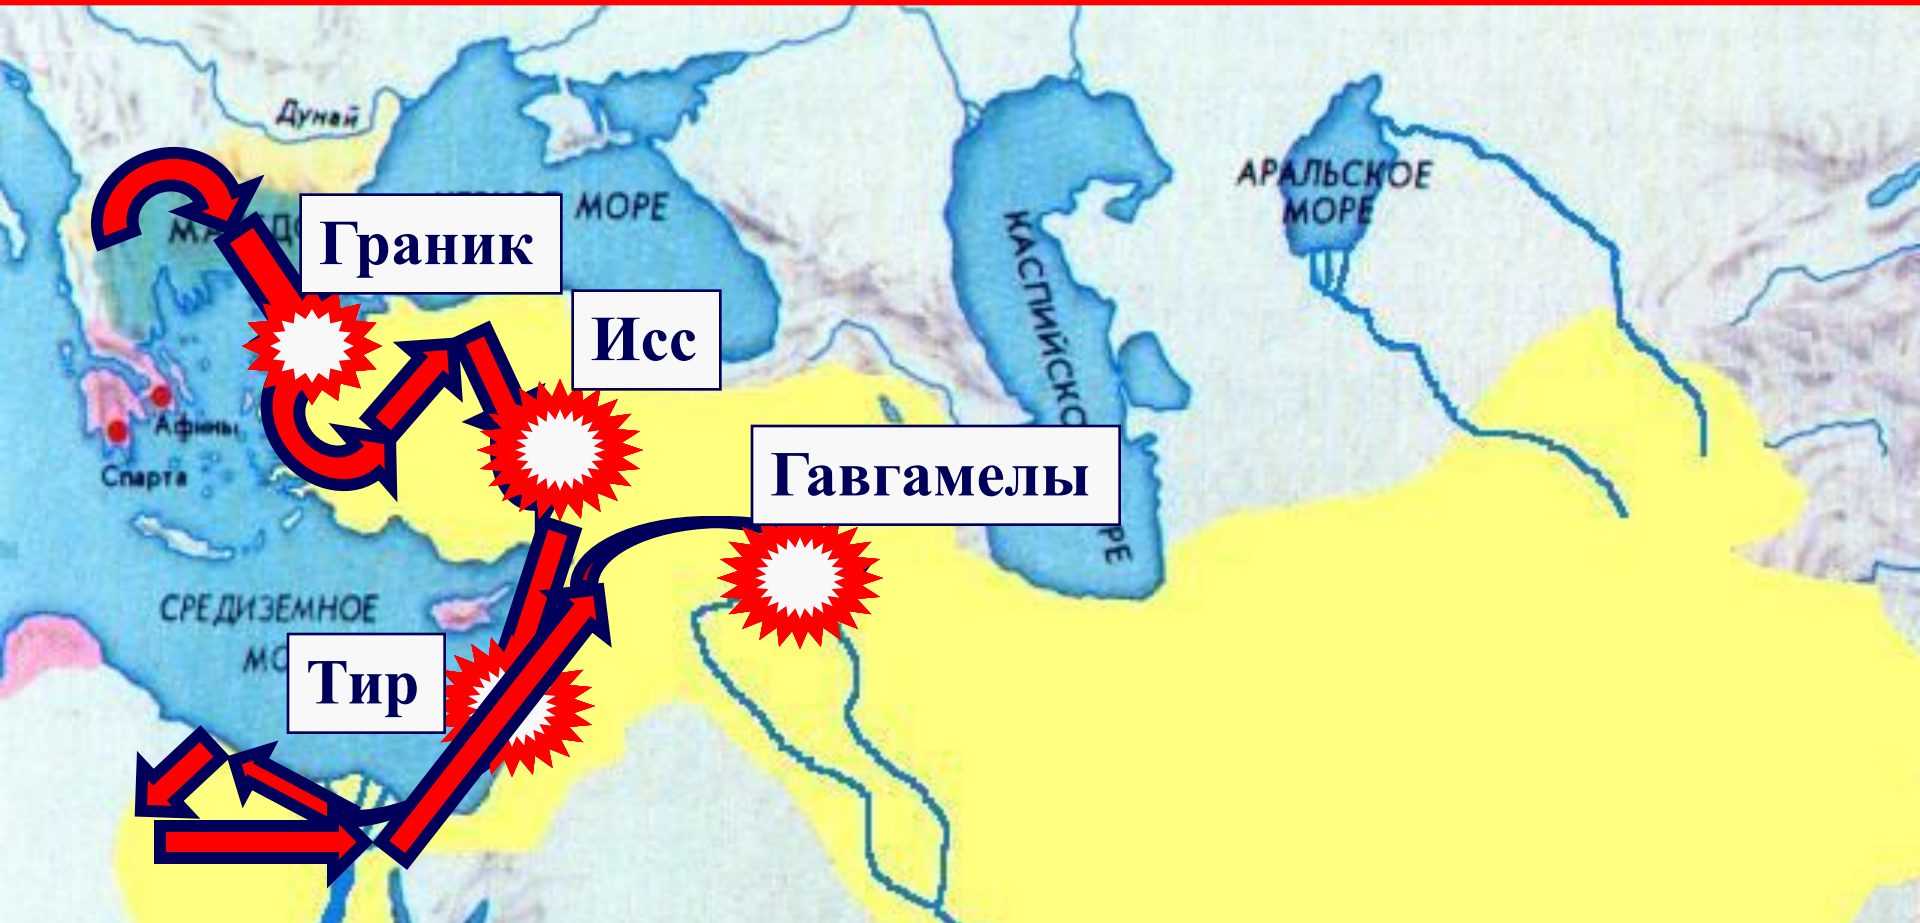 Дунай
МОРЕ
Граник
АРАЛЬСКОЕ
МОРЕ
Исс
Афины
Спарта
Гавгамелы
СРЕДИЗЕМНОЕ
Тир